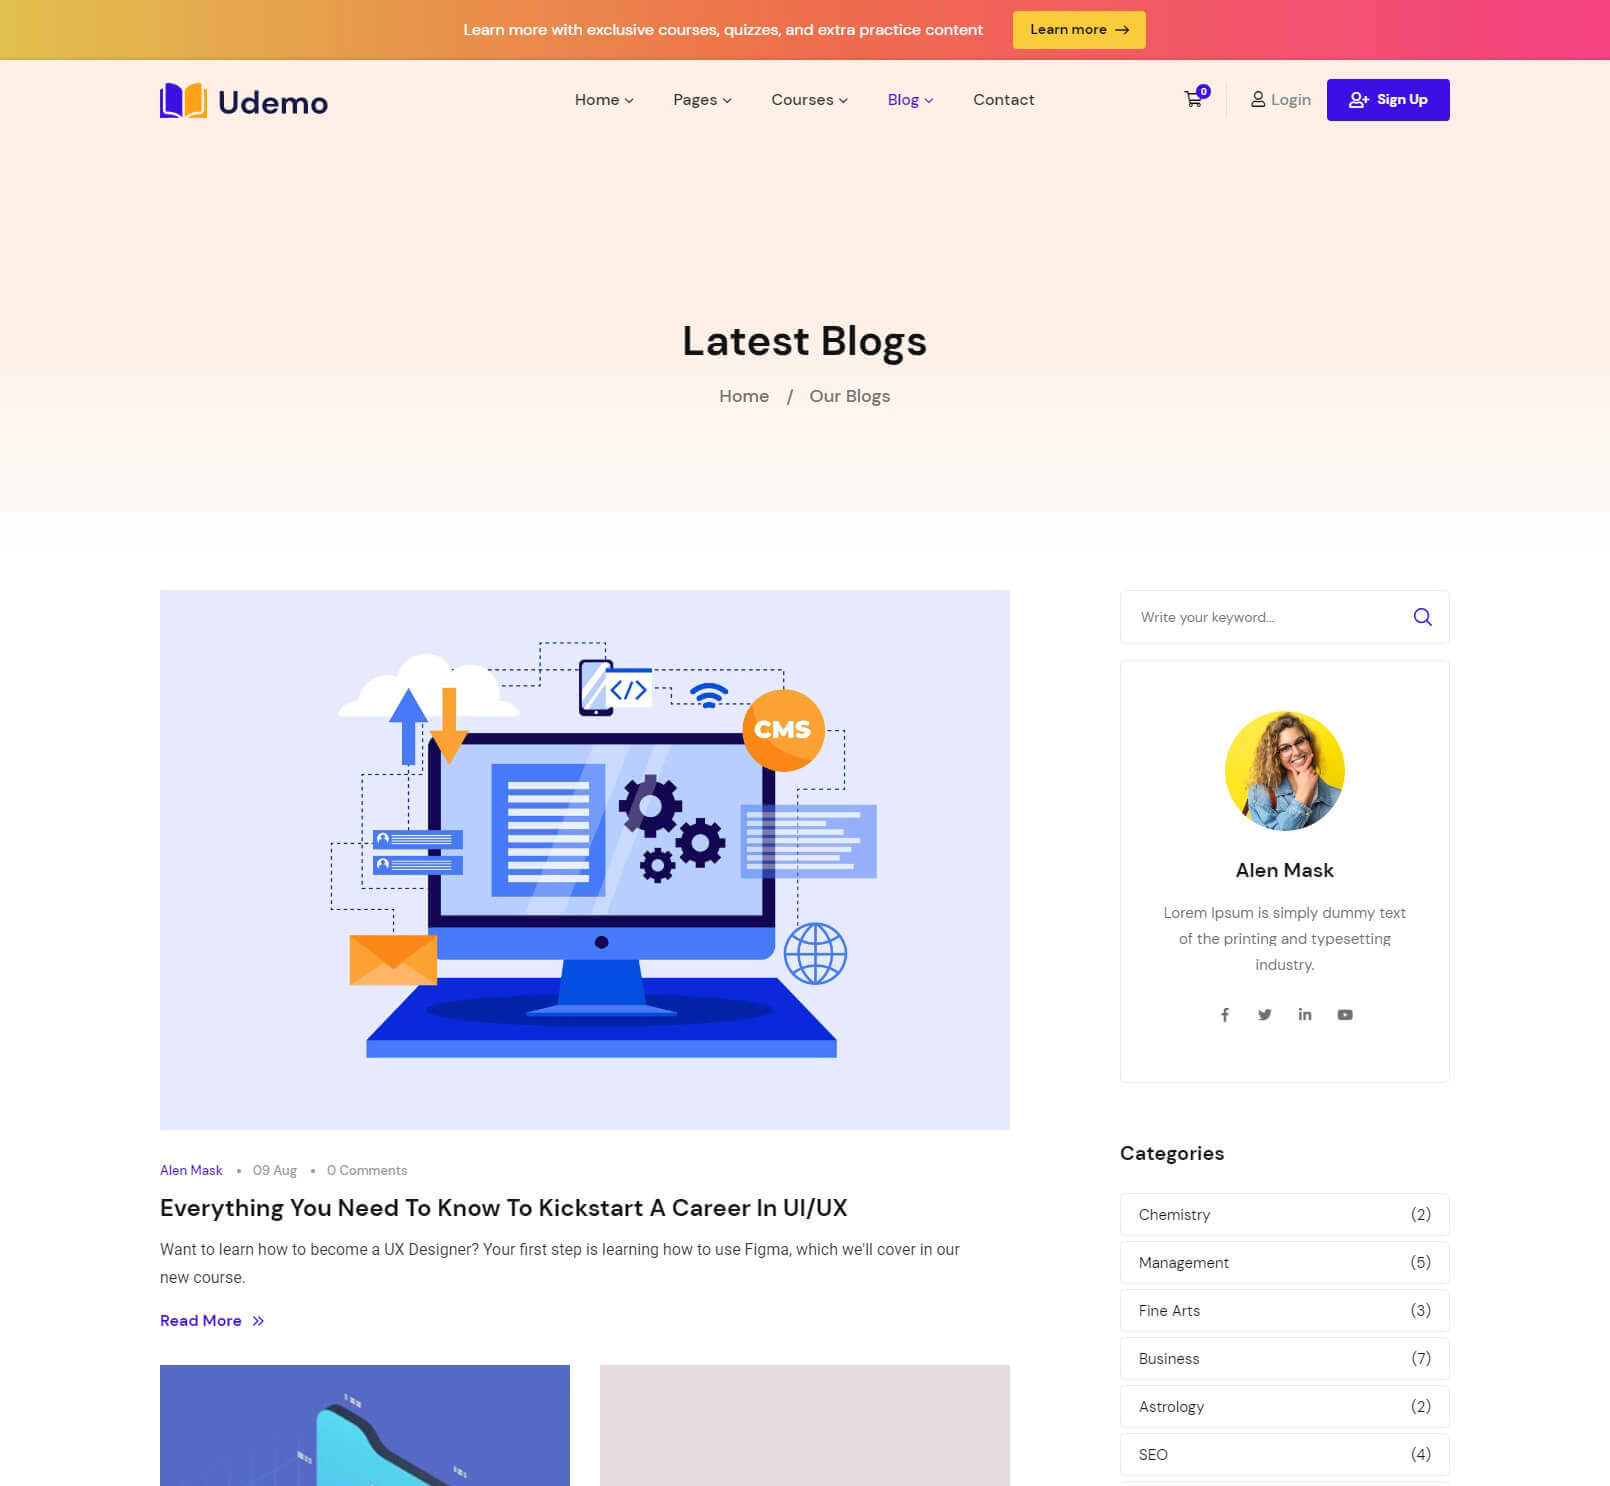 Learn more with exclusive courses, quizzes, and extra practice content Learn more
Udemo Home Pages Courses Blog Contact 0 Login Sign Up
Latest Blogs
Home / Our Blogs
Write your keyword...
</>
CMS
Alen Mask
Lorem Ipsum is simply dummy text
of the printing and typesetting
industry.
Alen Mask • 09 Aug • 0 Comments
Everything You Need To Know To Kickstart A Career In UI/UX
Want to learn how to become a UX Designer? Your first step is learning how to use Figma, which we'll cover in our
new course.
Read More
Categories
Chemistry (2)
Management (5)
Fine Arts (3)
Business (7)
Astrology (2)
SEO (4)